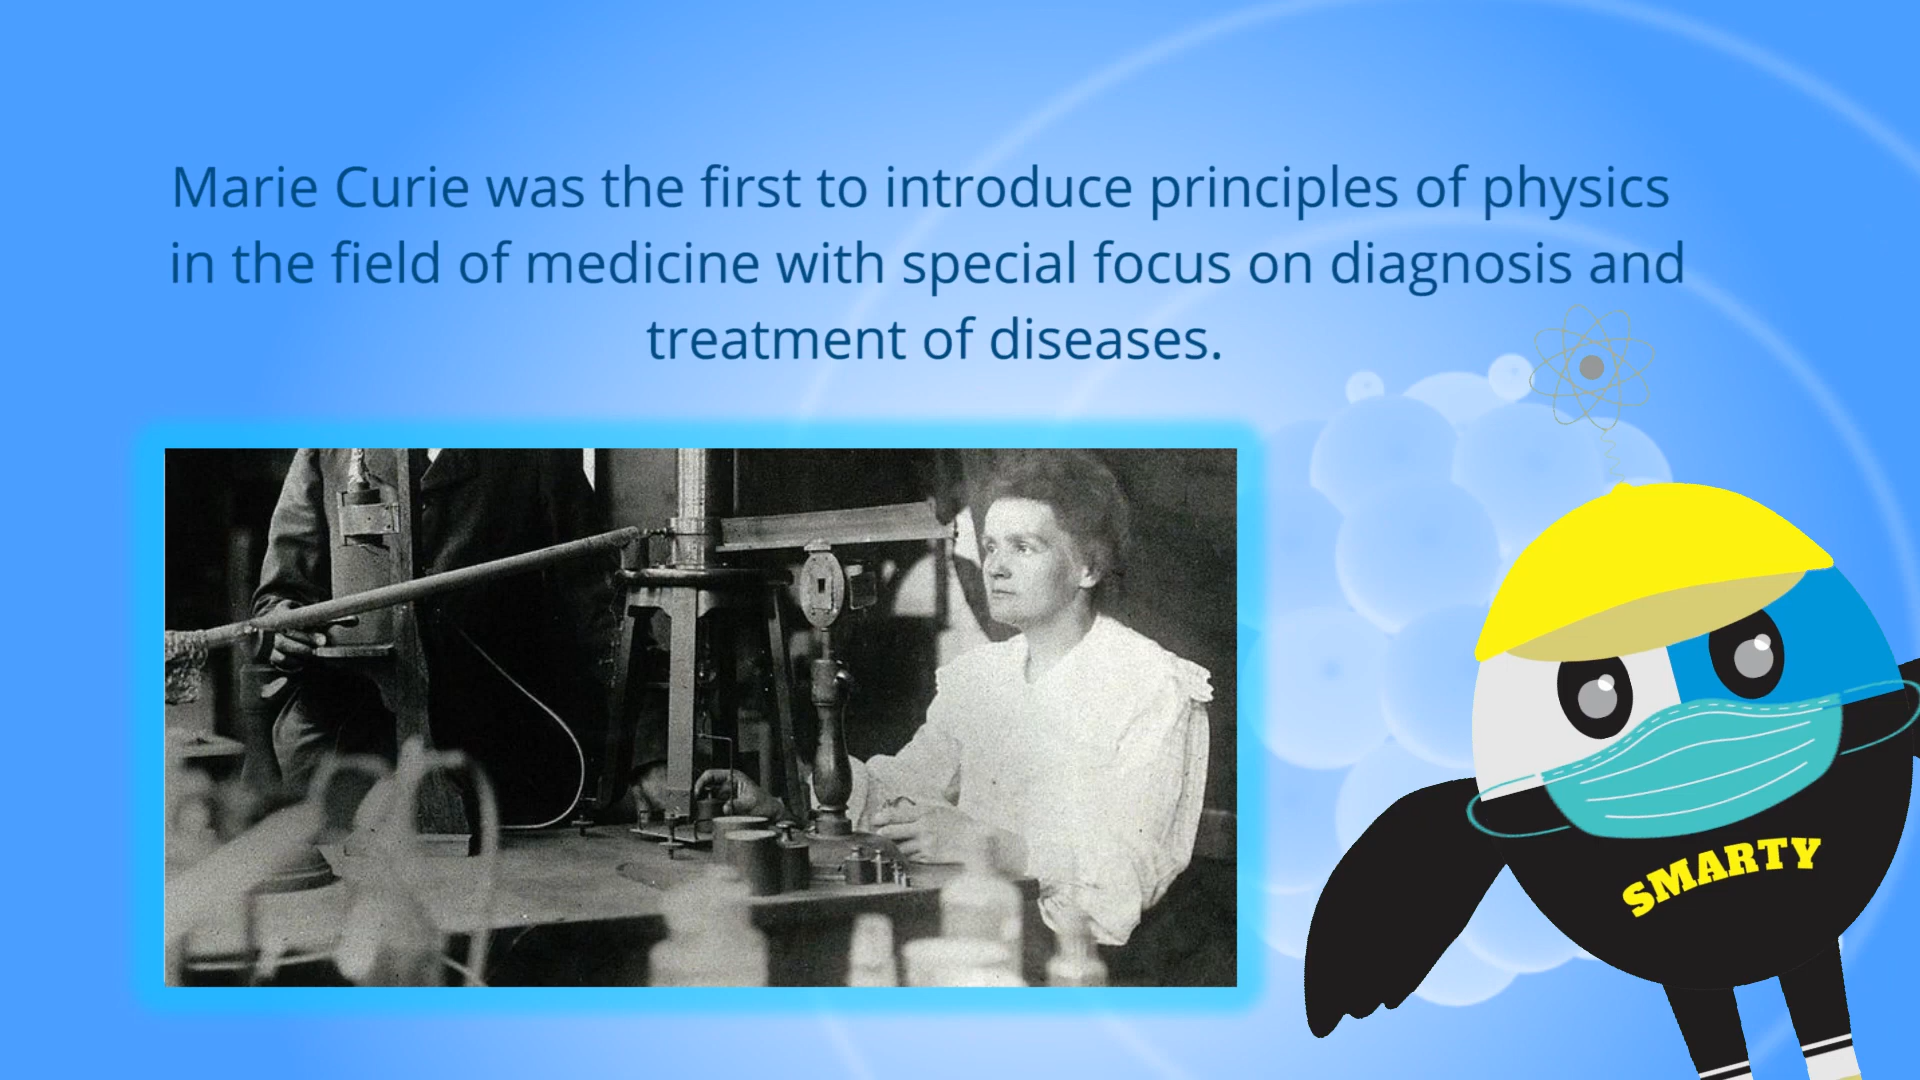 Marie Curie was the first to introduce principles of physics
in the field of medicine with special focus on diagnosis and
treatment of diseases.
SMARTY